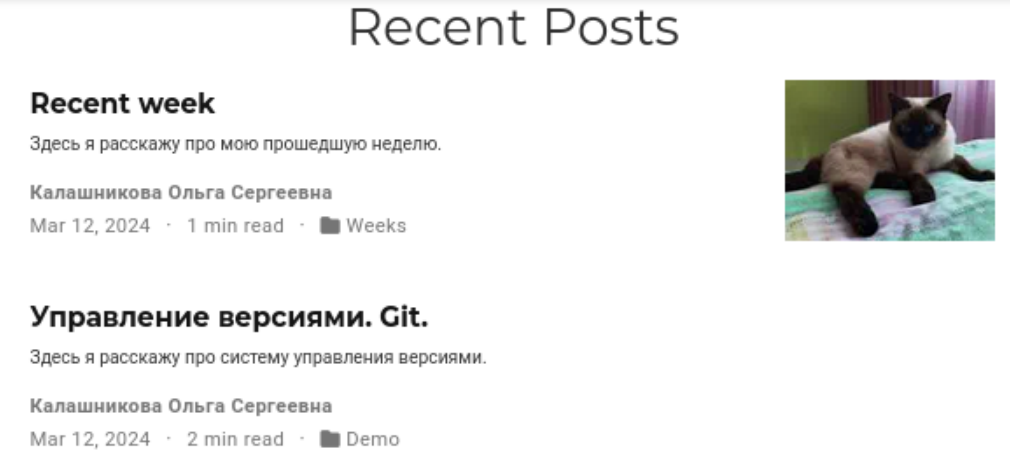 Recent Posts
Recent week
Здесь я расскажу про мою прошедшую неделю.
Калашникова Ольга Сергеевна
Mar 12, 2024 · 1 min read · Weeks
Управление версиями. Git.
Здесь я расскажу про систему управления версиями.
Калашникова Ольга Сергеевна
Mar 12, 2024 · 2 min read · Demo